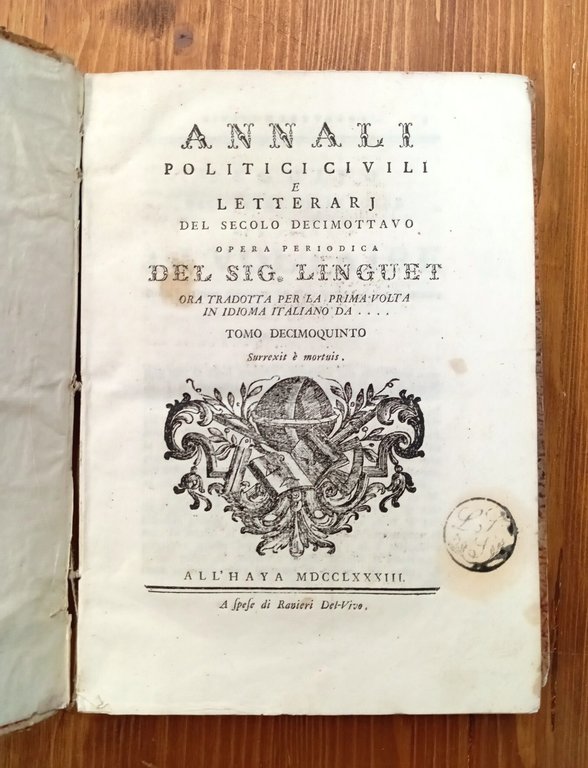 ANNALI
POLITICI CIVILI
E
LETTERARJ
DEL SECOLO DECIMOTTAVO
OPERA PERIODICA
DEL SIG. LINGUET
ORA TRADOTTA PER LA PRIMA VOLTA
IN IDIOMA ITALIANO DA . . . .
TOMO DECIMOQUINTO
Surrexit è mortuis.
ALL'HAYA MDCCLXXXIII.
A ſpeſe di Ranieri Del-Vivo.